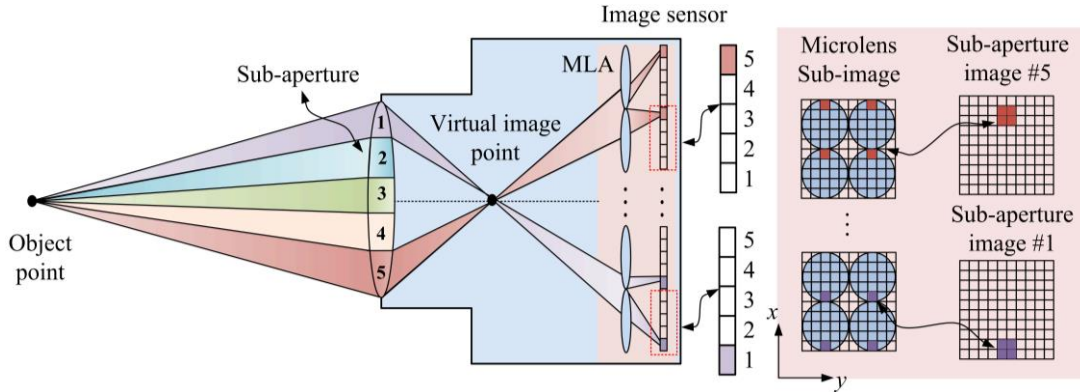 Image sensor
MLA
Sub-aperture
Virtual image
point
Object
point
1
2
3
4
5
5
4
3
2
1
5
4
3
2
1
Microlens
Sub-image
Sub-aperture
image #5
Sub-aperture
image #1
x
y